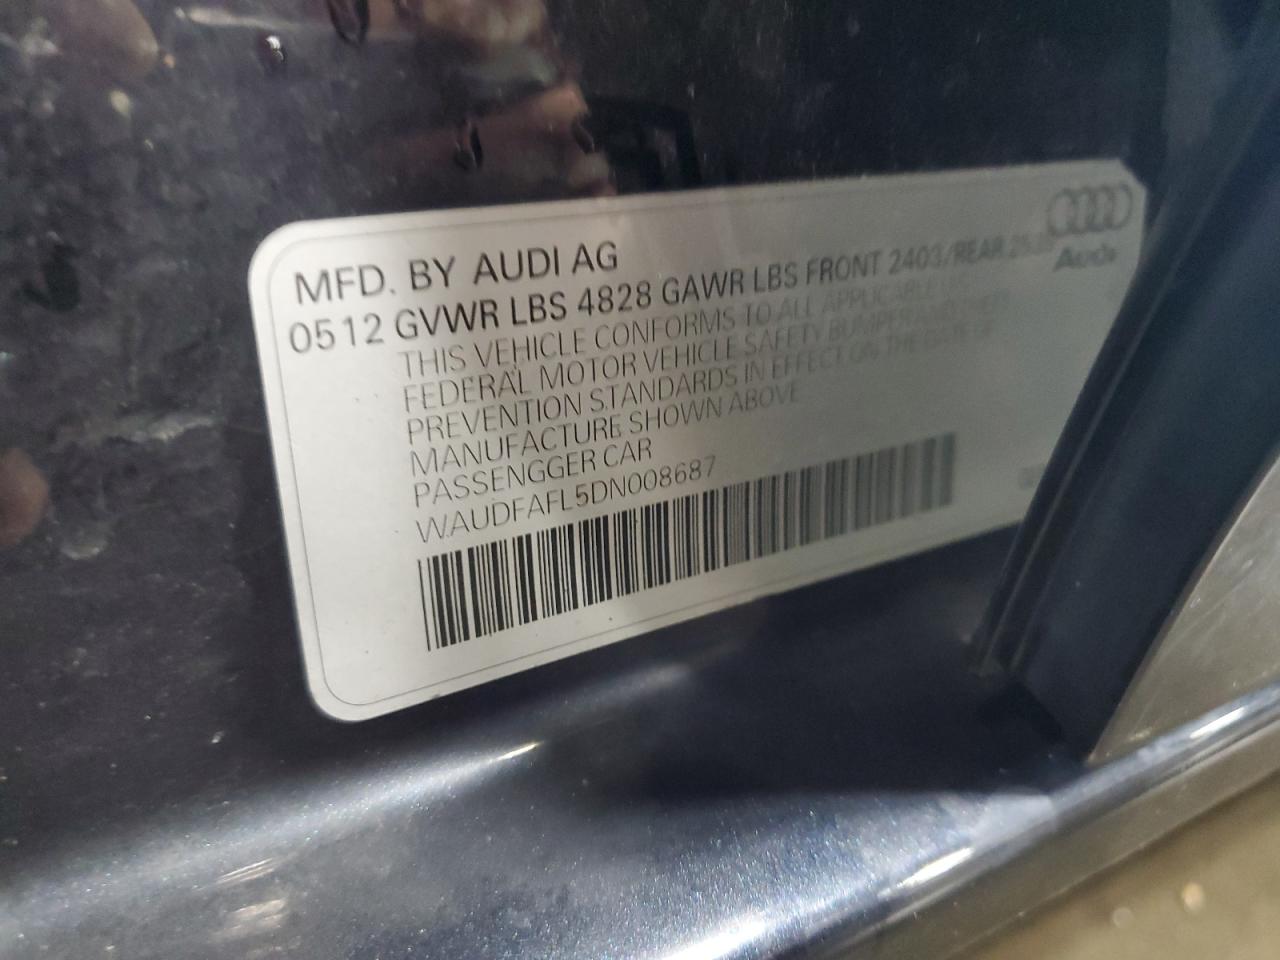 MFD. BY AUDI AG
0512 GVWR LBS 4828 GAWR LBS FRONT 2403/REAR
Audi
THIS VEHICLE CONFORMS TO ALL APPLICABLE
FEDERAL MOTOR VEHICLE SAFETY BUMPER AND THEFT
PREVENTION STANDARDS IN EFFECT ON THE DATE OF
MANUFACTURE SHOWN ABOVE
PASSENGGER CAR
WAUDFAFL5DN008687